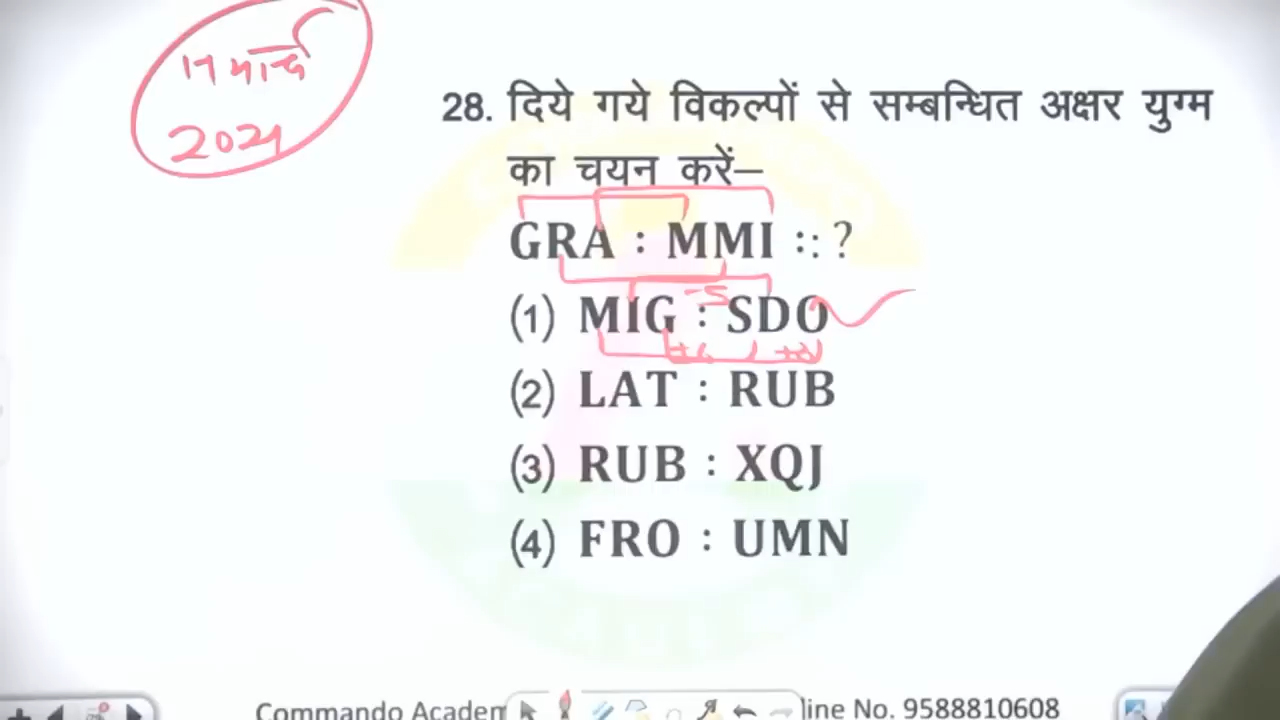 17 मार्च
2021
28. दिये गये विकल्पों से सम्बन्धित अक्षर युग्म
का चयन करें–
GRA : MMI :: ?
-5
(1) MIG : SDO
(2) LAT : RUB
(3) RUB : XQJ
(4) FRO : UMN
Commando Academ
line No. 9588810608